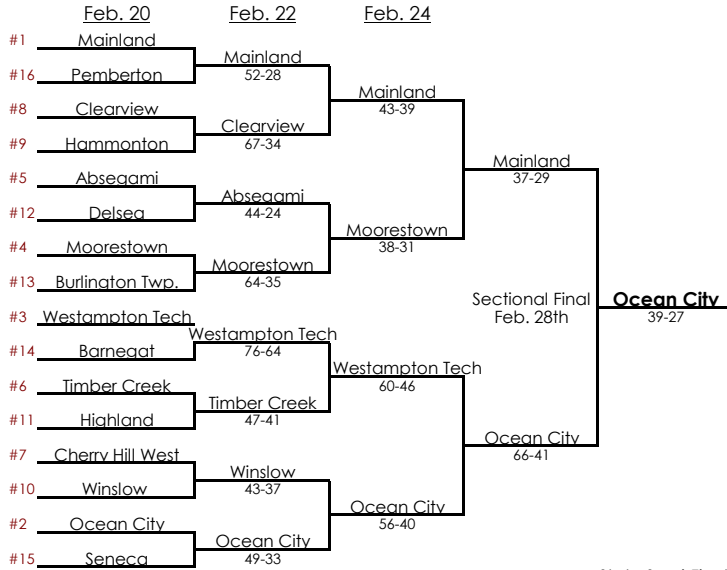 Feb. 20
Feb. 22
Feb. 24
#1 Mainland
#16 Pemberton
#8 Clearview
#9 Hammonton
#5 Absegami
#12 Delsea
#4 Moorestown
#13 Burlington Twp.
#3 Westampton Tech
#14 Barnegat
#6 Timber Creek
#11 Highland
#7 Cherry Hill West
#10 Winslow
#2 Ocean City
#15 Seneca
Mainland
52-28
Clearview
67-34
Absegami
44-24
Moorestown
64-35
Westampton Tech
76-64
Timber Creek
47-41
Winslow
43-37
Ocean City
49-33
Mainland
43-39
Moorestown
38-31
Westampton Tech
60-46
Ocean City
56-40
Mainland
37-29
Ocean City
66-41
Sectional Final
Feb. 28th
Ocean City
39-27